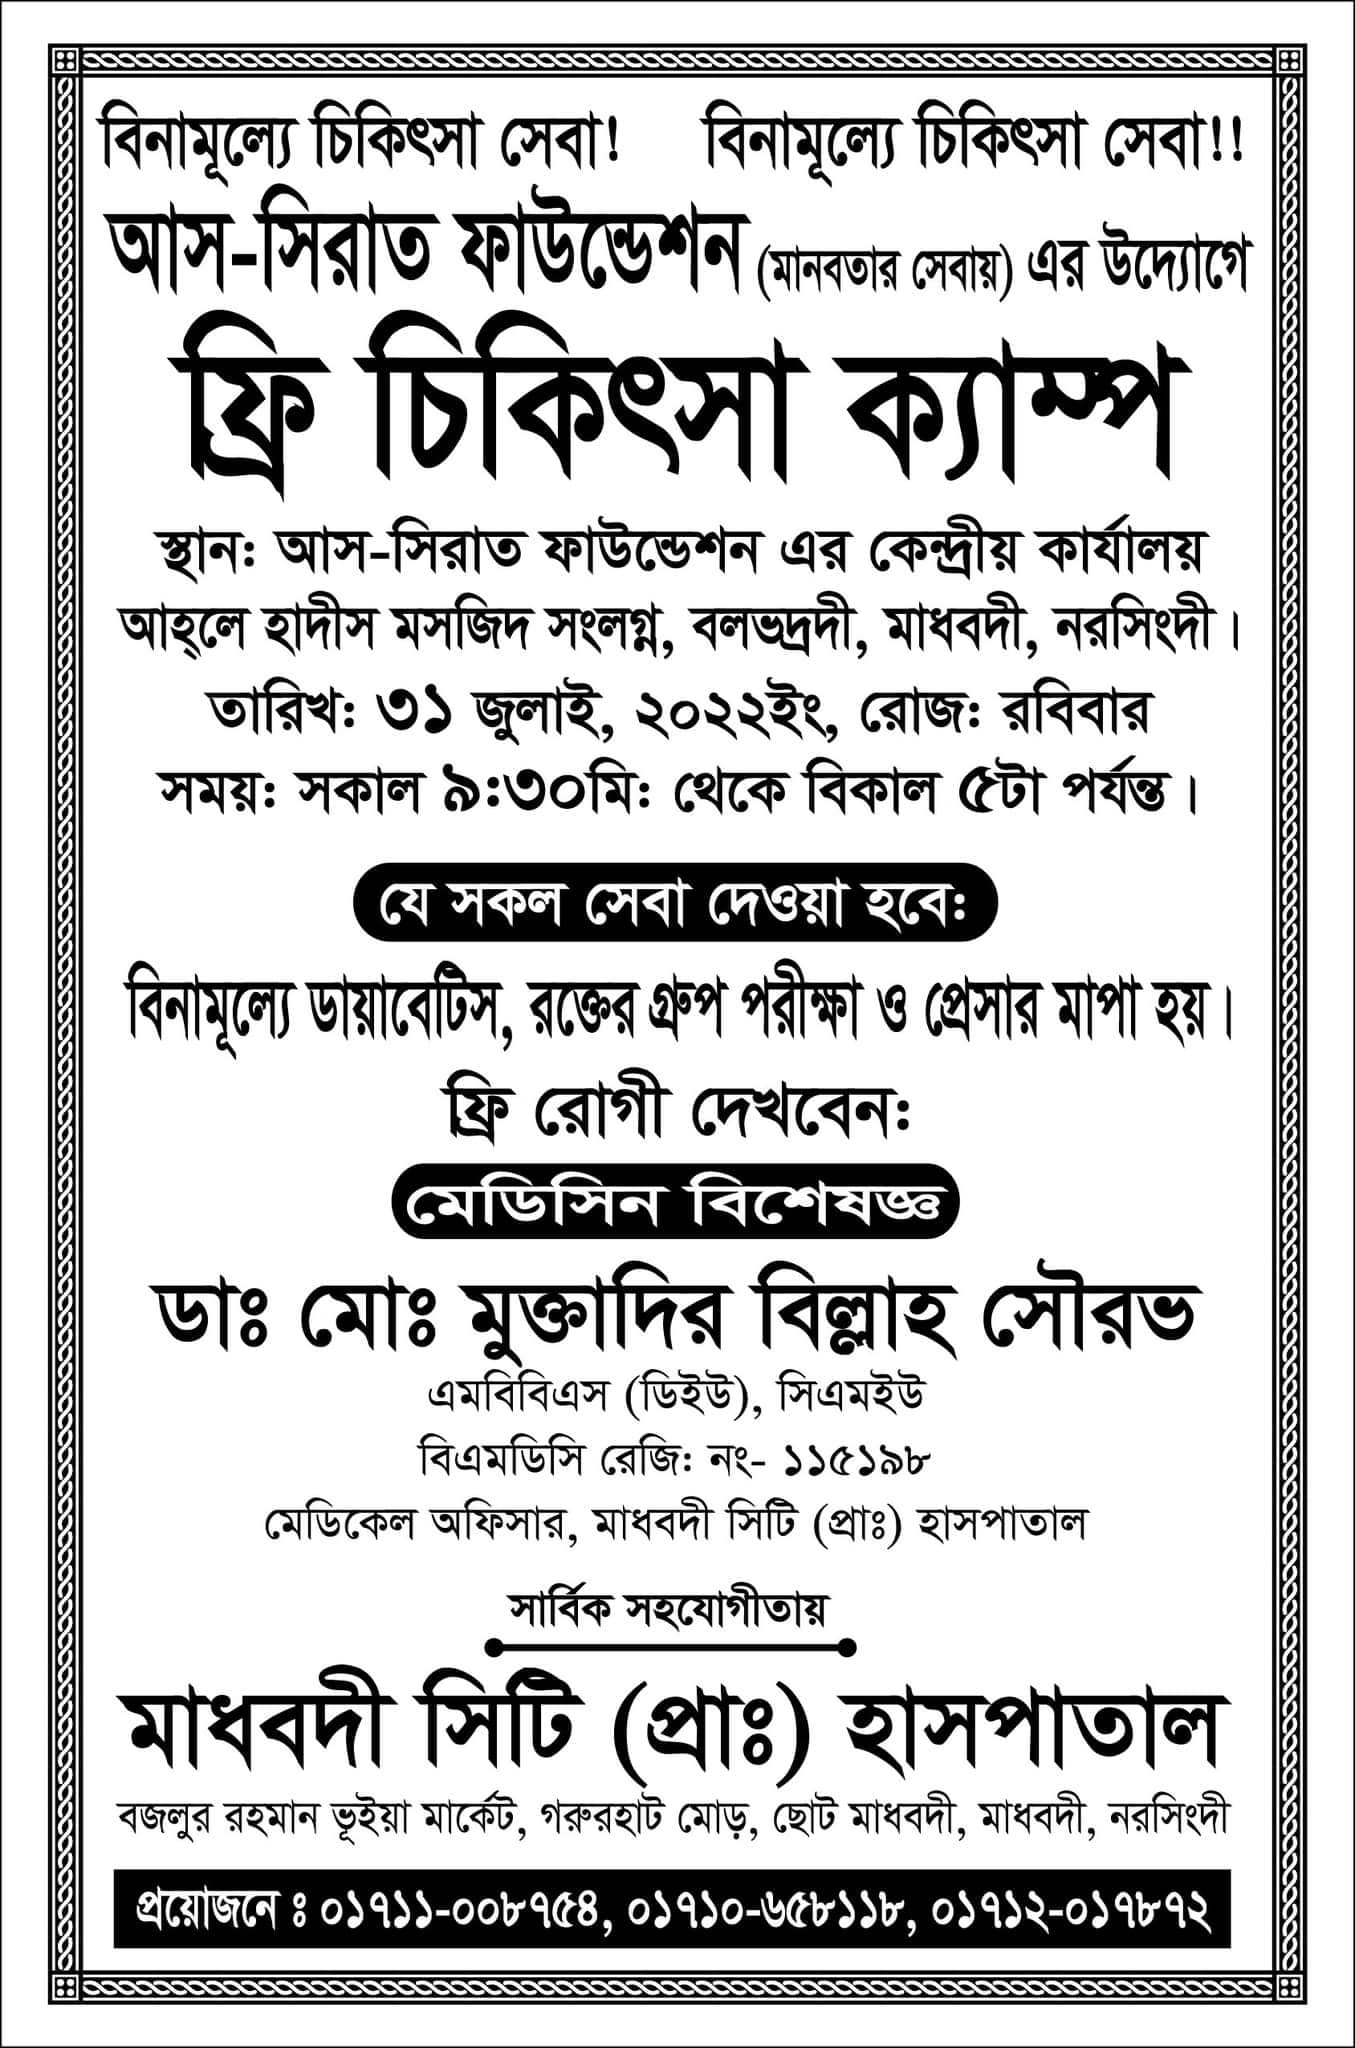 বিনামূল্যে চিকিৎসা সেবা! বিনামূল্যে চিকিৎসা সেবা!!
আস-সিরাত ফাউন্ডেশন (মানবতার সেবায়) এর উদ্যোগে
ফ্রি চিকিৎসা ক্যাম্প
স্থান: আস-সিরাত ফাউন্ডেশন এর কেন্দ্রীয় কার্যালয়
আহ্‌লে হাদীস মসজিদ সংলগ্ন, বলভদ্রদী, মাধবদী, নরসিংদী।
তারিখ: ৩১ জুলাই, ২০২২ইং, রোজ: রবিবার
সময়: সকাল ৯:৩০মি: থেকে বিকাল ৫টা পর্যন্ত।
যে সকল সেবা দেওয়া হবে:
বিনামূল্যে ডায়াবেটিস, রক্তের গ্রুপ পরীক্ষা ও প্রেসার মাপা হয়।
ফ্রি রোগী দেখবেন:
মেডিসিন বিশেষজ্ঞ
ডাঃ মোঃ মুক্তাদির বিল্লাহ সৌরভ
এমবিবিএস (ডিইউ), সিএমইউ
বিএমডিসি রেজি: নং- ১১৫১৯৮
মেডিকেল অফিসার, মাধবদী সিটি (প্রাঃ) হাসপাতাল
সার্বিক সহযোগীতায়
মাধবদী সিটি (প্রাঃ) হাসপাতাল
বজলুর রহমান ভূইয়া মার্কেট, গরুরহাট মোড়, ছোট মাধবদী, মাধবদী, নরসিংদী
প্রয়োজনে ঃ ০১৭১১-০০৮৭৫৪, ০১৭১০-৬৫৮১১৮, ০১৭১২-০১৭৮৭২